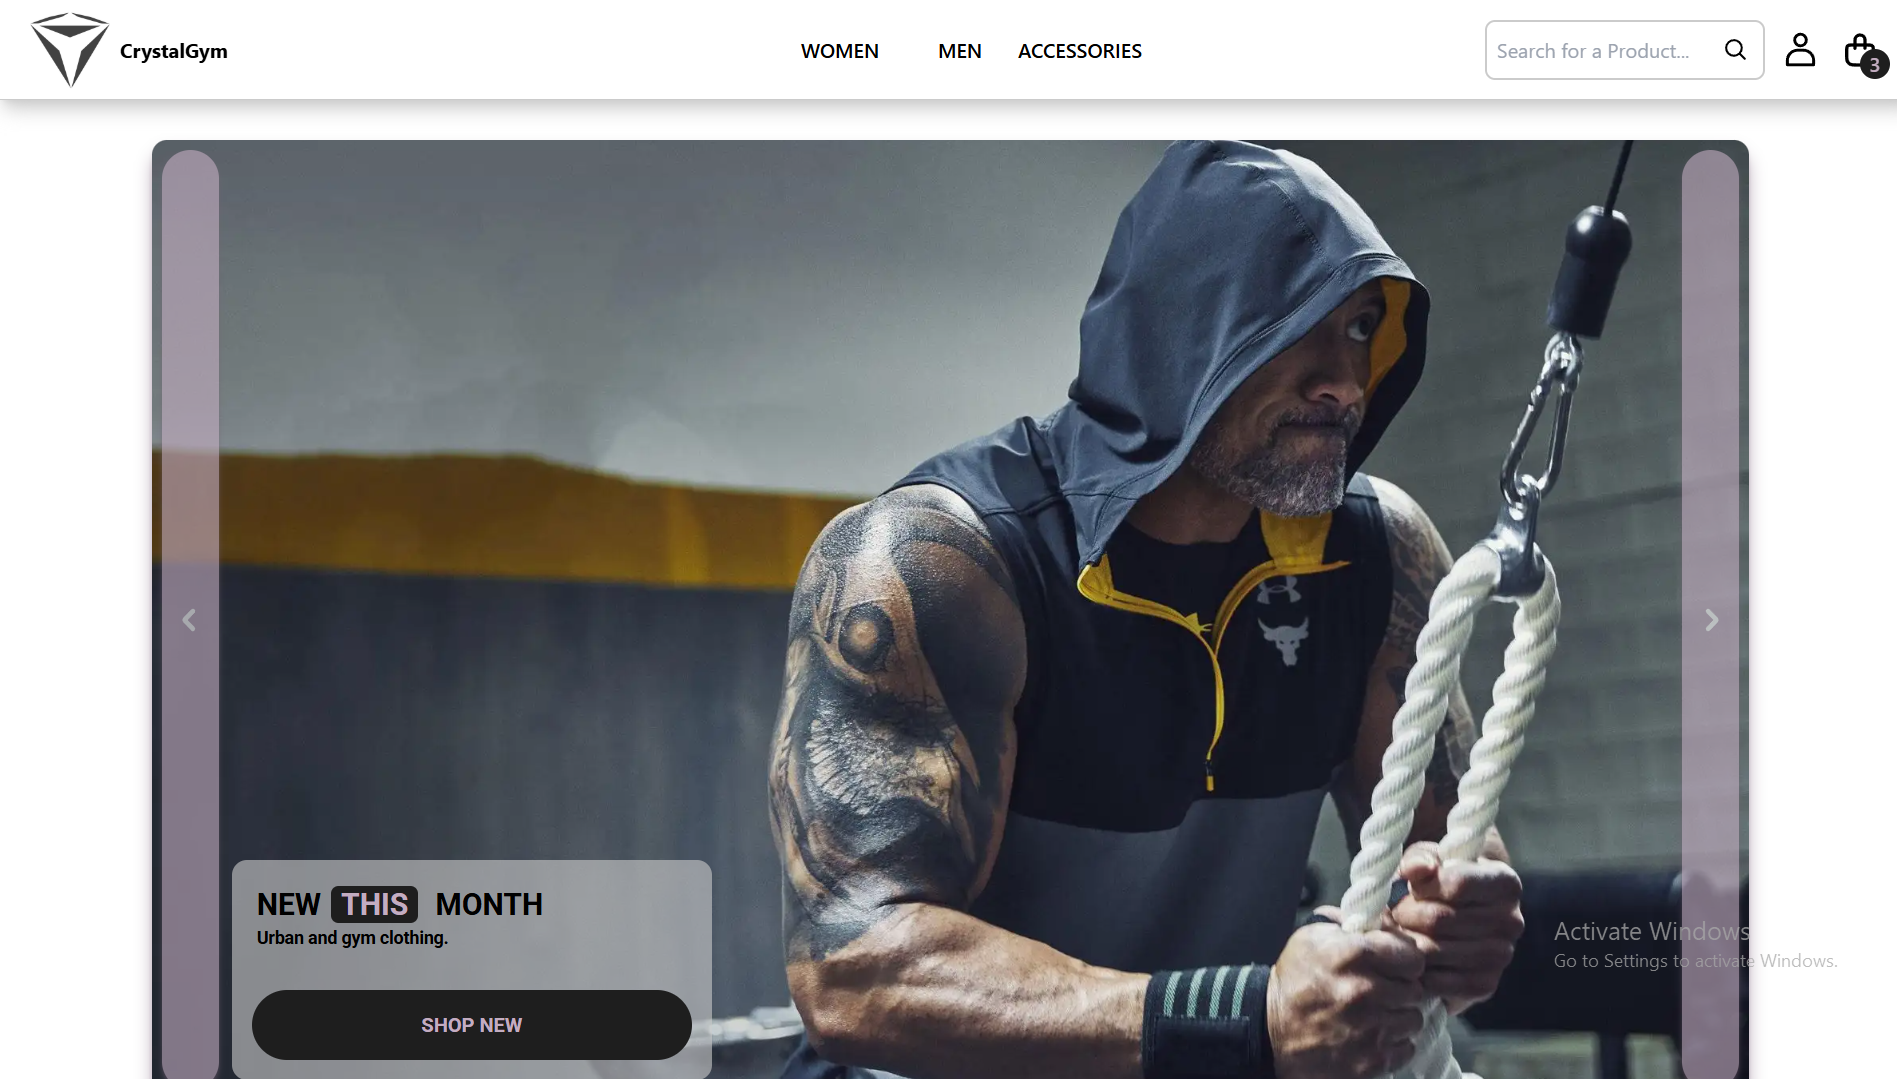 CrystalGym
WOMEN
MEN
ACCESSORIES
Search for a Product...
3
NEW THIS MONTH
Urban and gym clothing.
SHOP NEW
Activate Windows
Go to Settings to activate Windows.